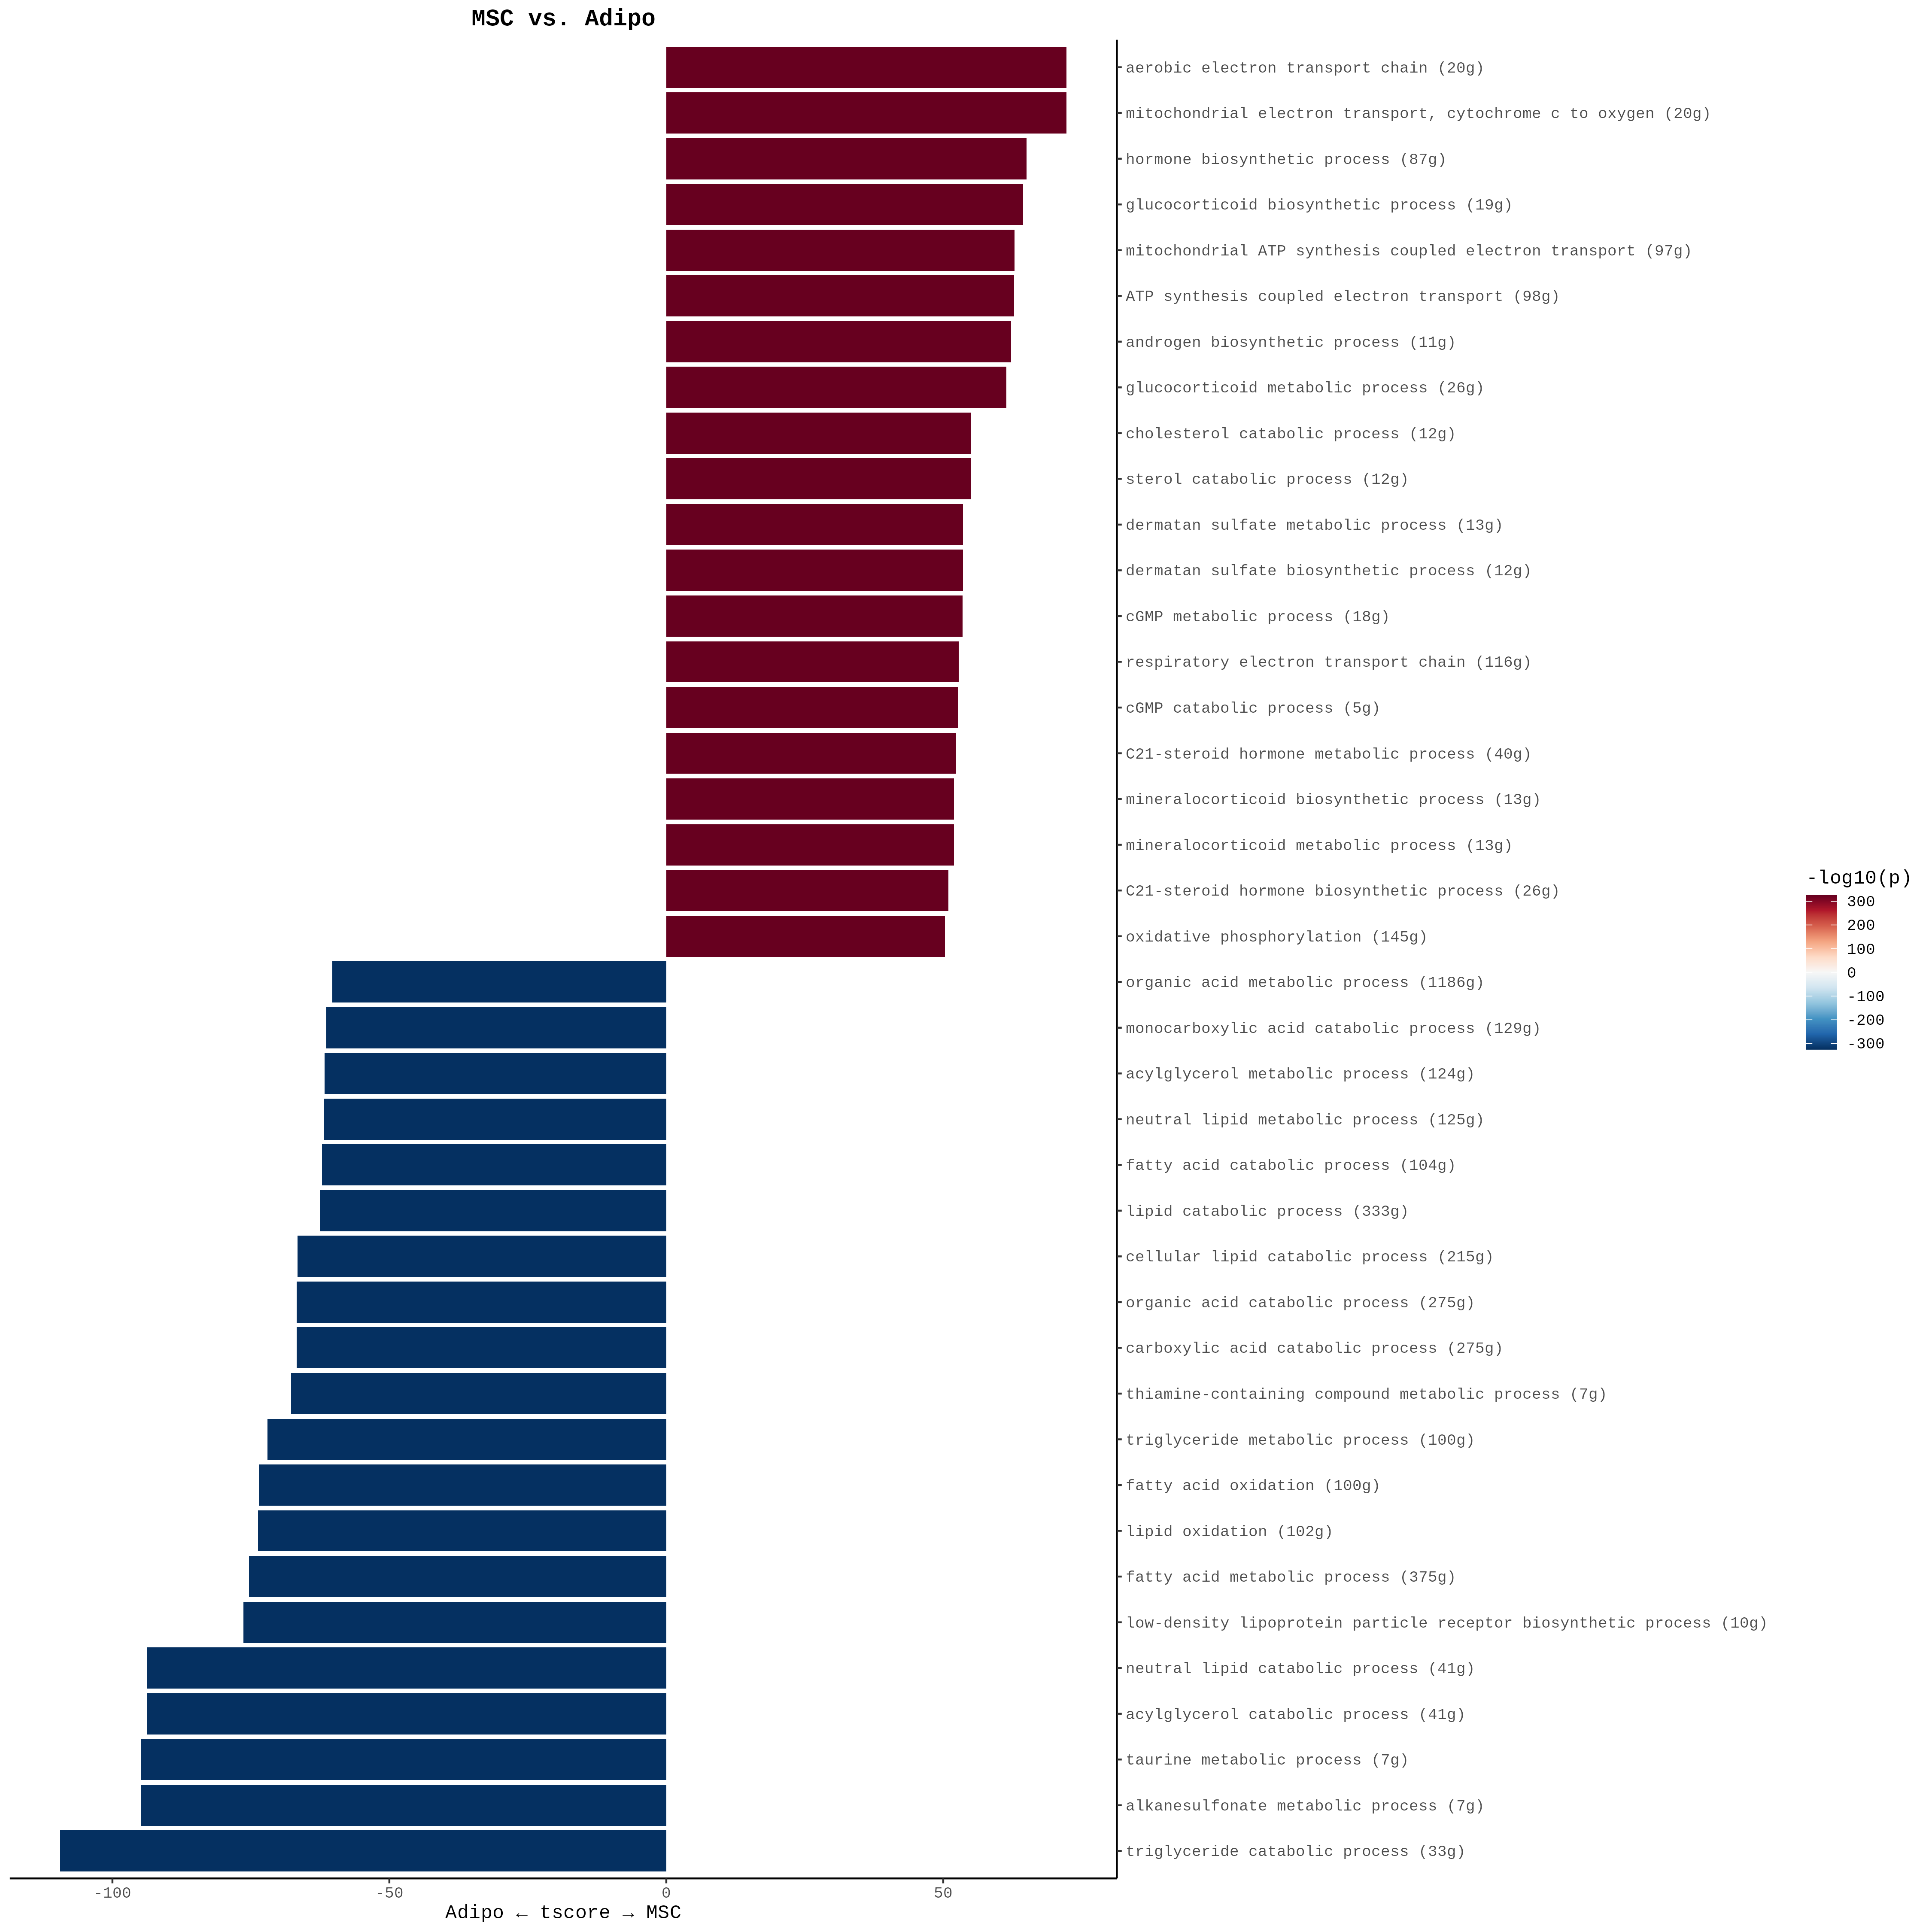 MSC vs. Adipo
aerobic electron transport chain (20g)
mitochondrial electron transport, cytochrome c to oxygen (20g)
hormone biosynthetic process (87g)
glucocorticoid biosynthetic process (19g)
mitochondrial ATP synthesis coupled electron transport (97g)
ATP synthesis coupled electron transport (98g)
androgen biosynthetic process (11g)
glucocorticoid metabolic process (26g)
cholesterol catabolic process (12g)
sterol catabolic process (12g)
dermatan sulfate metabolic process (13g)
dermatan sulfate biosynthetic process (12g)
cGMP metabolic process (18g)
respiratory electron transport chain (116g)
cGMP catabolic process (5g)
C21-steroid hormone metabolic process (40g)
mineralocorticoid biosynthetic process (13g)
mineralocorticoid metabolic process (13g)
C21-steroid hormone biosynthetic process (26g)
oxidative phosphorylation (145g)
organic acid metabolic process (1186g)
monocarboxylic acid catabolic process (129g)
acylglycerol metabolic process (124g)
neutral lipid metabolic process (125g)
fatty acid catabolic process (104g)
lipid catabolic process (333g)
cellular lipid catabolic process (215g)
organic acid catabolic process (275g)
carboxylic acid catabolic process (275g)
thiamine-containing compound metabolic process (7g)
triglyceride metabolic process (100g)
fatty acid oxidation (100g)
lipid oxidation (102g)
fatty acid metabolic process (375g)
low-density lipoprotein particle receptor biosynthetic process (10g)
neutral lipid catabolic process (41g)
acylglycerol catabolic process (41g)
taurine metabolic process (7g)
alkanesulfonate metabolic process (7g)
triglyceride catabolic process (33g)
-100 -50 0 50
Adipo ← tscore → MSC
-log10(p)
300
200
100
0
-100
-200
-300